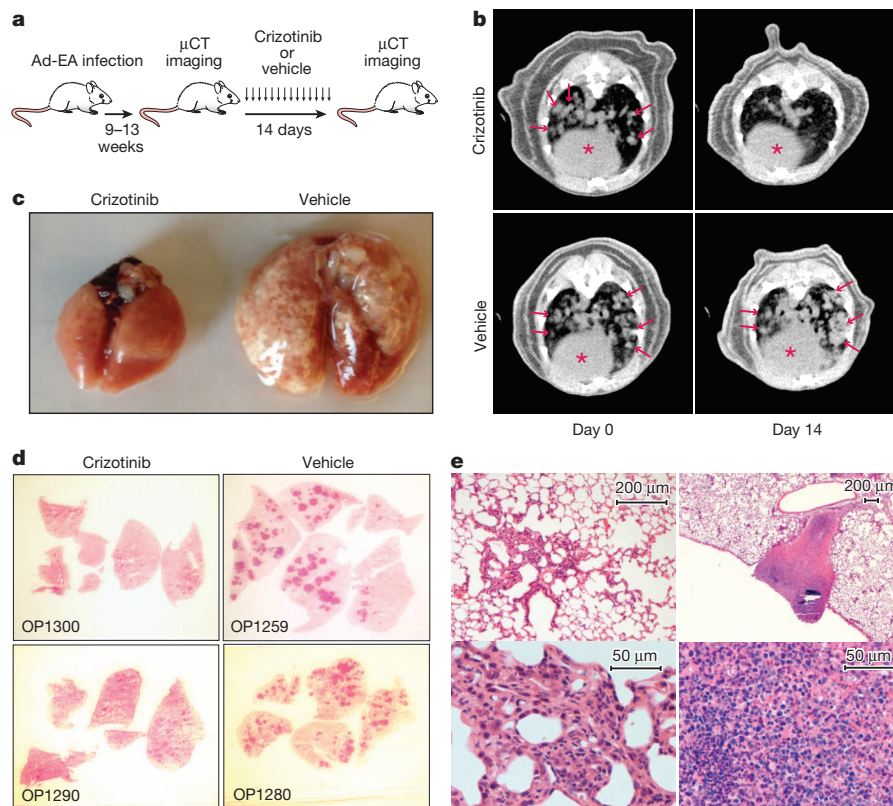 a
Ad-EA infection
9–13
weeks
μCT
imaging
Crizotinib
or
vehicle
14 days
μCT
imaging
b
Crizotinib
*
*
Vehicle
*
*
Day 0
Day 14
c
Crizotinib
Vehicle
d
Crizotinib
Vehicle
OP1300
OP1259
OP1290
OP1280
e
200 μm
200 μm
50 μm
50 μm